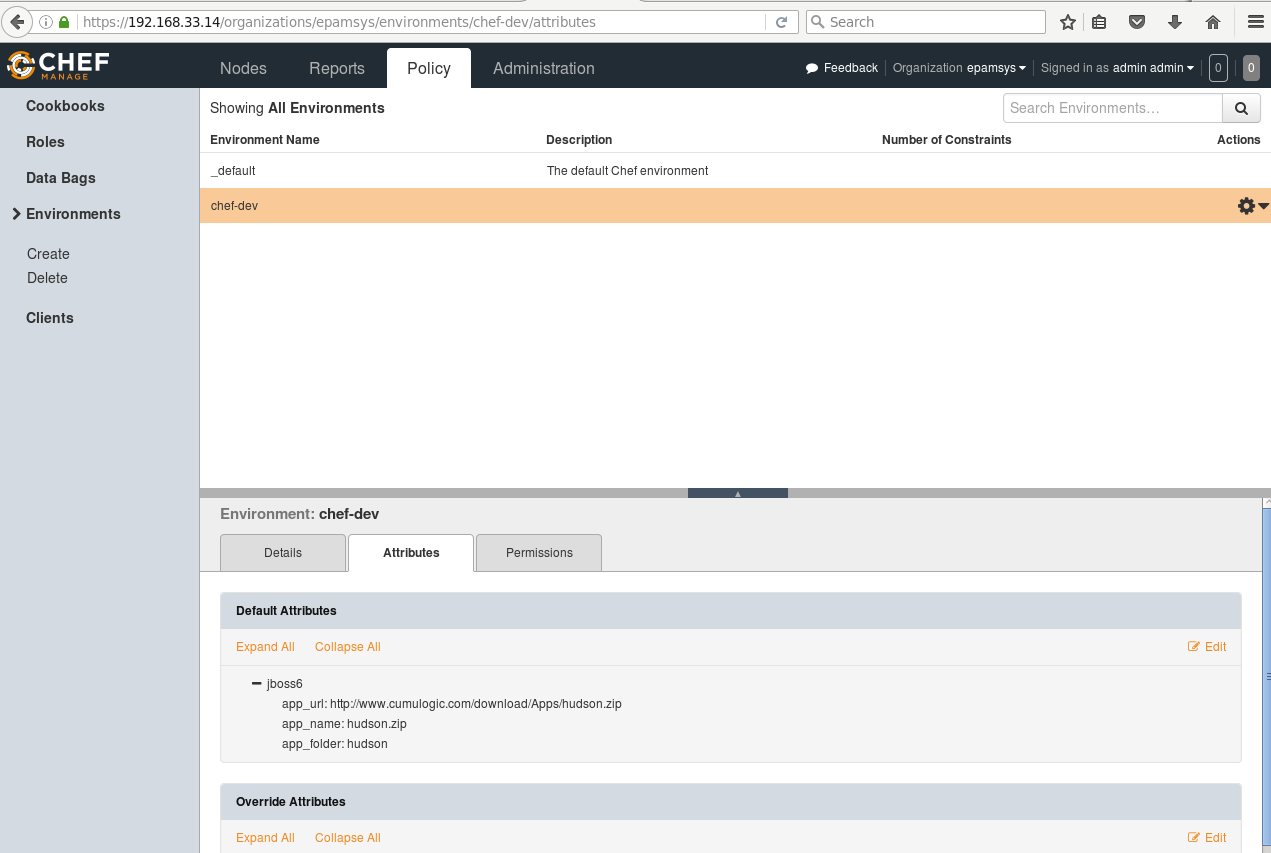 https://192.168.33.14/organizations/epamsys/environments/chef-dev/attributes
Search
CHEF
MANAGE
Nodes
Reports
Policy
Administration
Feedback
Organization epamsys
Signed in as admin admin
0
0
Cookbooks
Roles
Data Bags
Environments
Create
Delete
Clients
Showing All Environments
Search Environments...
Environment Name Description Number of Constraints Actions
_default The default Chef environment
chef-dev
Environment: chef-dev
Details Attributes Permissions
Default Attributes
Expand All Collapse All Edit
jboss6
app_url: http://www.cumulogic.com/download/Apps/hudson.zip
app_name: hudson.zip
app_folder: hudson
Override Attributes
Expand All Collapse All Edit